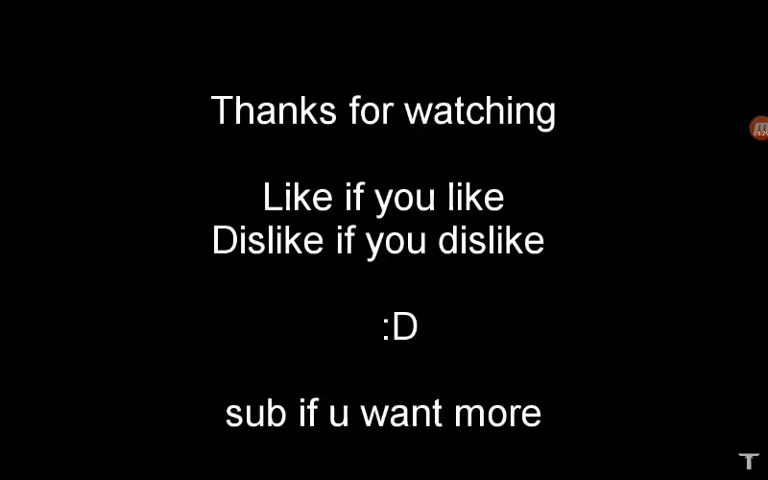 Thanks for watching
Like if you like
Dislike if you dislike
:D
sub if u want more
T